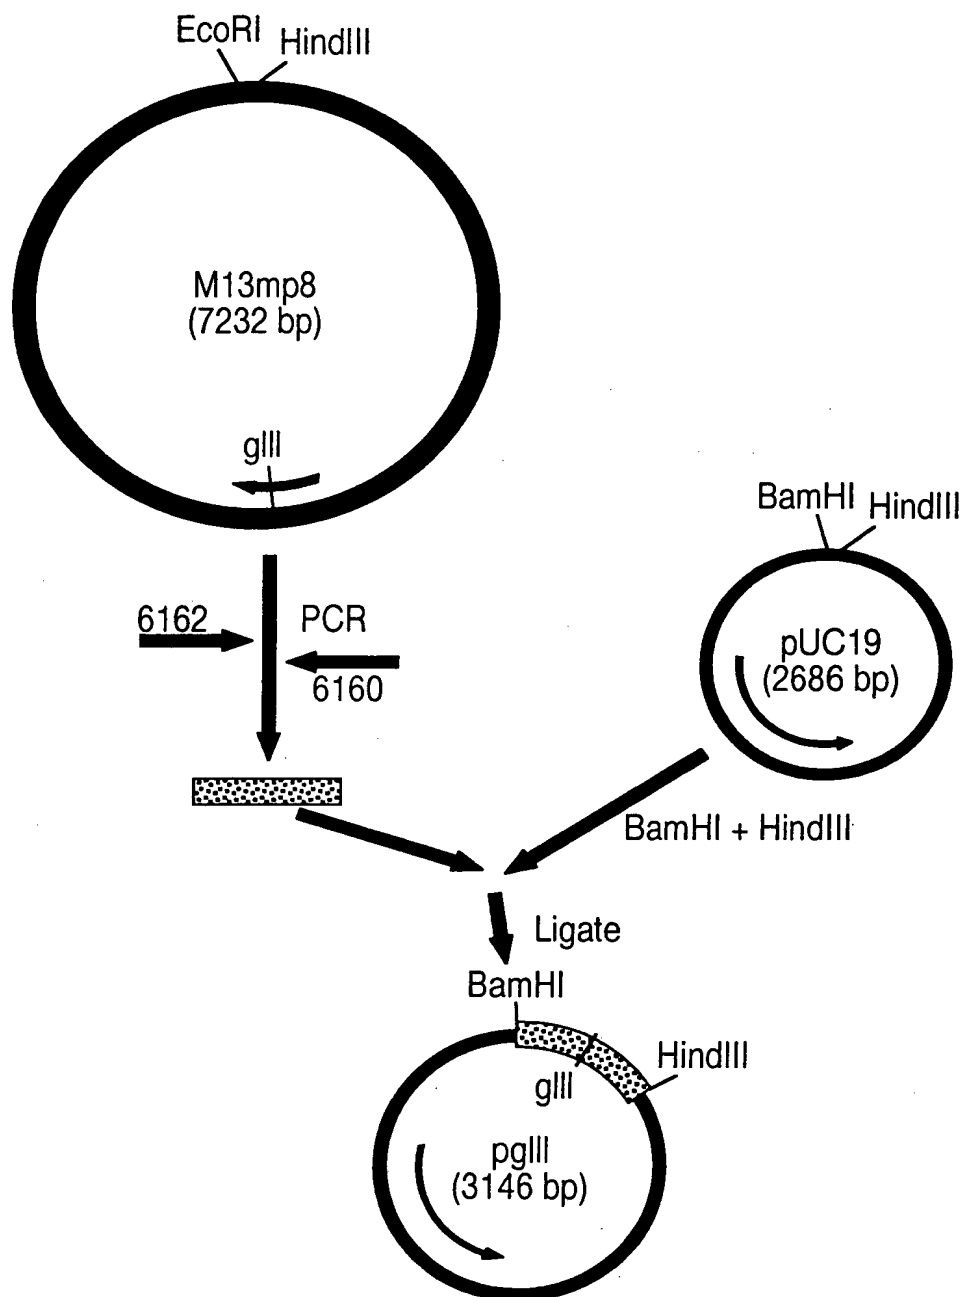 EcoRI
HindIII
M13mp8
(7232 bp)
gIII
6162
PCR
6160
BamHI
HindIII
pUC19
(2686 bp)
BamHI + HindIII
Ligate
BamHI
HindIII
gIII
pgIII
(3146 bp)